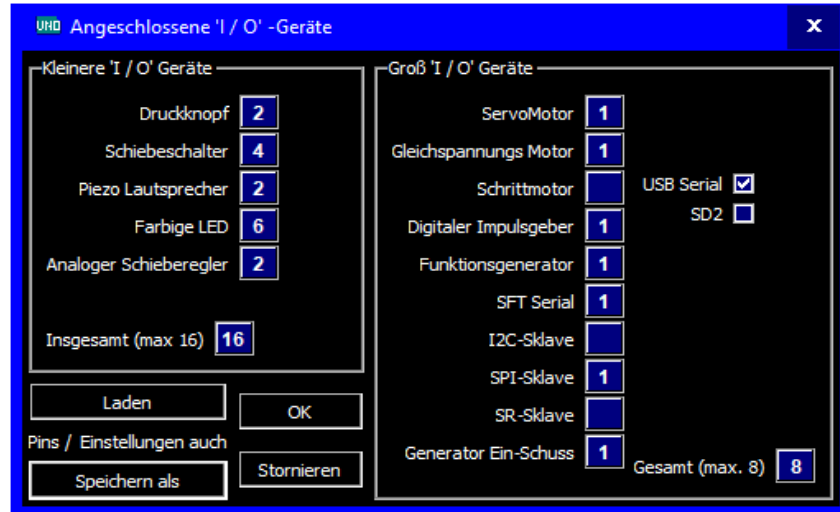 UNO Angeschlossene 'I / O' -Geräte x
Kleinere 'I / O' Geräte
Druckknopf 2
Schiebeschalter 4
Piezo Lautsprecher 2
Farbige LED 6
Analoger Schieberegler 2
Insgesamt (max 16) 16
Laden
OK
Pins / Einstellungen auch
Speichern als
Stornieren
Groß 'I / O' Geräte
ServoMotor 1
Gleichspannungs Motor 1
Schrittmotor
Digitaler Impulsgeber 1
Funktionsgenerator 1
SFT Serial 1
I2C-Sklave
SPI-Sklave 1
SR-Sklave
Generator Ein-Schuss 1
USB Serial
SD2
Gesamt (max. 8) 8